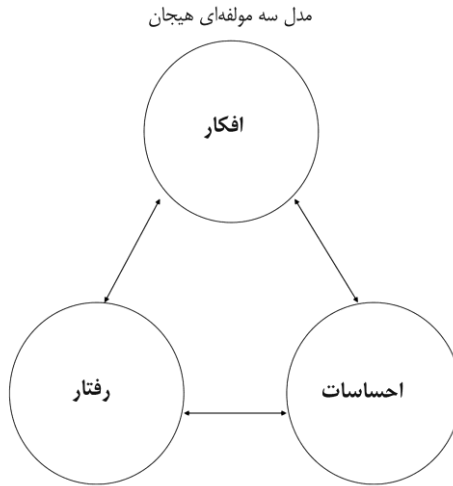 مدل سه مولفه‌ای هیجان
افکار
رفتار
احساسات